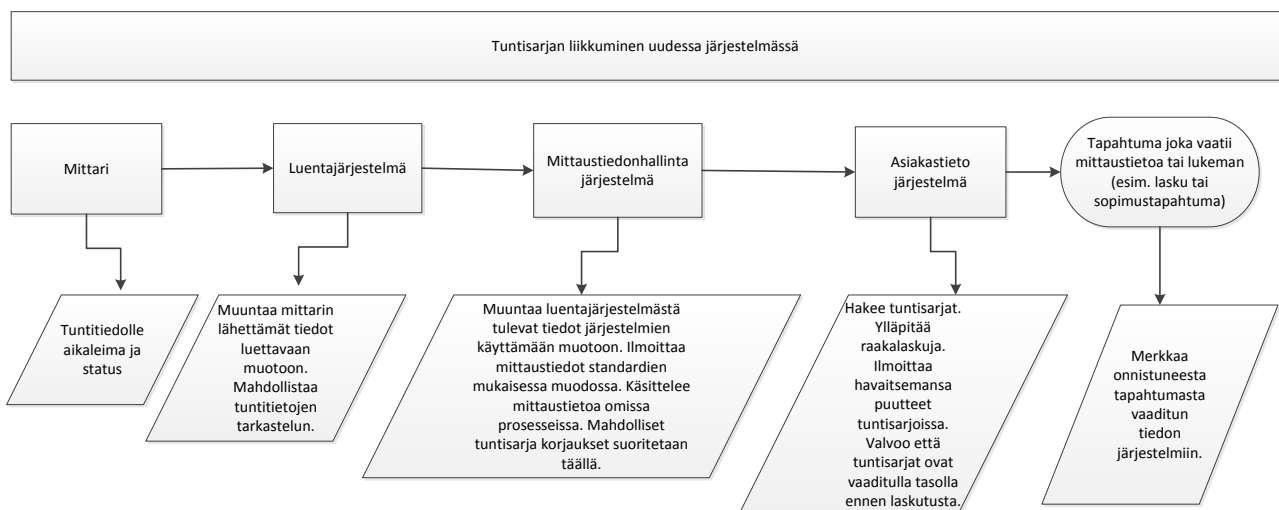 Tuntisarjan liikkuminen uudessa järjestelmässä
Mittari
Luentajärjestelmä
Mittaustiedonhallinta
järjestelmä
Asiakastieto
järjestelmä
Tapahtuma joka vaatii
mittaustietoa tai lukeman
(esim. lasku tai
sopimustapahtuma)
Tuntitiedolle
aikaleima ja
status
Muuntaa mittarin
lähettämät tiedot
luettavaan
muotoon.
Mahdollistaa
tuntitietojen
tarkastelun.
Muuntaa luentajärjestelmästä
tulevat tiedot järjestelmien
käyttämään muotoon. Ilmoittaa
mittaustiedot standardien
mukaisessa muodossa. Käsittelee
mittaustietoa omissa
prosesseissa. Mahdolliset
tuntisarja korjaukset suoritetaan
täällä.
Hakee tuntisarjat.
Ylläpitää
raakalaskuja.
Ilmoittaa
havaitsemansa
puutteet
tuntisarjoissa.
Valvoo että
tuntisarjat ovat
vaaditulla tasolla
ennen laskutusta.
Merkkaa
onnistuneesta
tapahtumasta
vaaditun
tiedon
järjestelmiin.